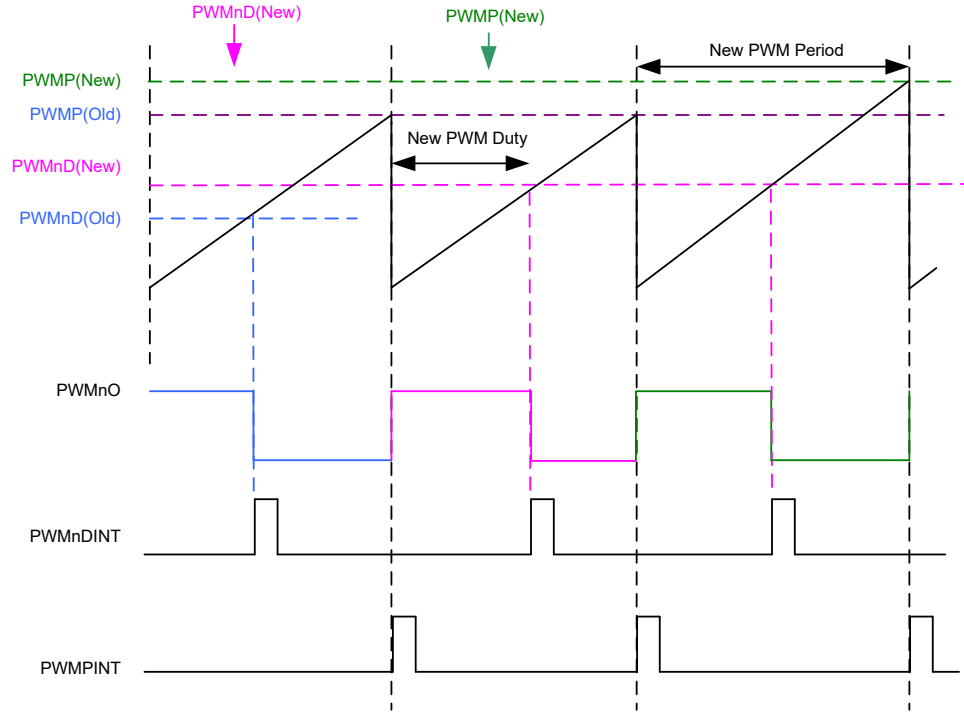 PWMnD(New)
PWMP(New)
New PWM Period
PWMP(New)
PWMP(Old)
New PWM Duty
PWMnD(New)
PWMnD(Old)
PWMnO
PWMnDINT
PWMPINT